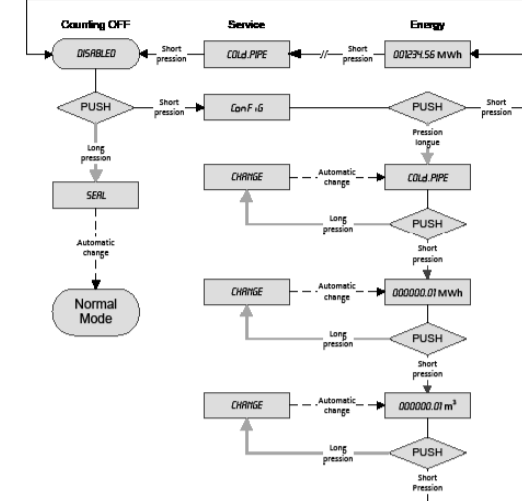 Counting OFF
Service
Energy
DISABLED
Short
pression
COLd.PIPE
Short
pression
001234.56 MWh
PUSH
Short
pression
ConFiG
PUSH
Short
pression
Long
pression
Pression
longue
SEAL
CHANGE
Automatic
change
COLd.PIPE
Long
pression
PUSH
Automatic
change
Short
pression
Normal
Mode
CHANGE
Automatic
change
000000.01 MWh
Long
pression
PUSH
Short
pression
CHANGE
Automatic
change
000000.01 m³
Long
pression
PUSH
Short
Pression